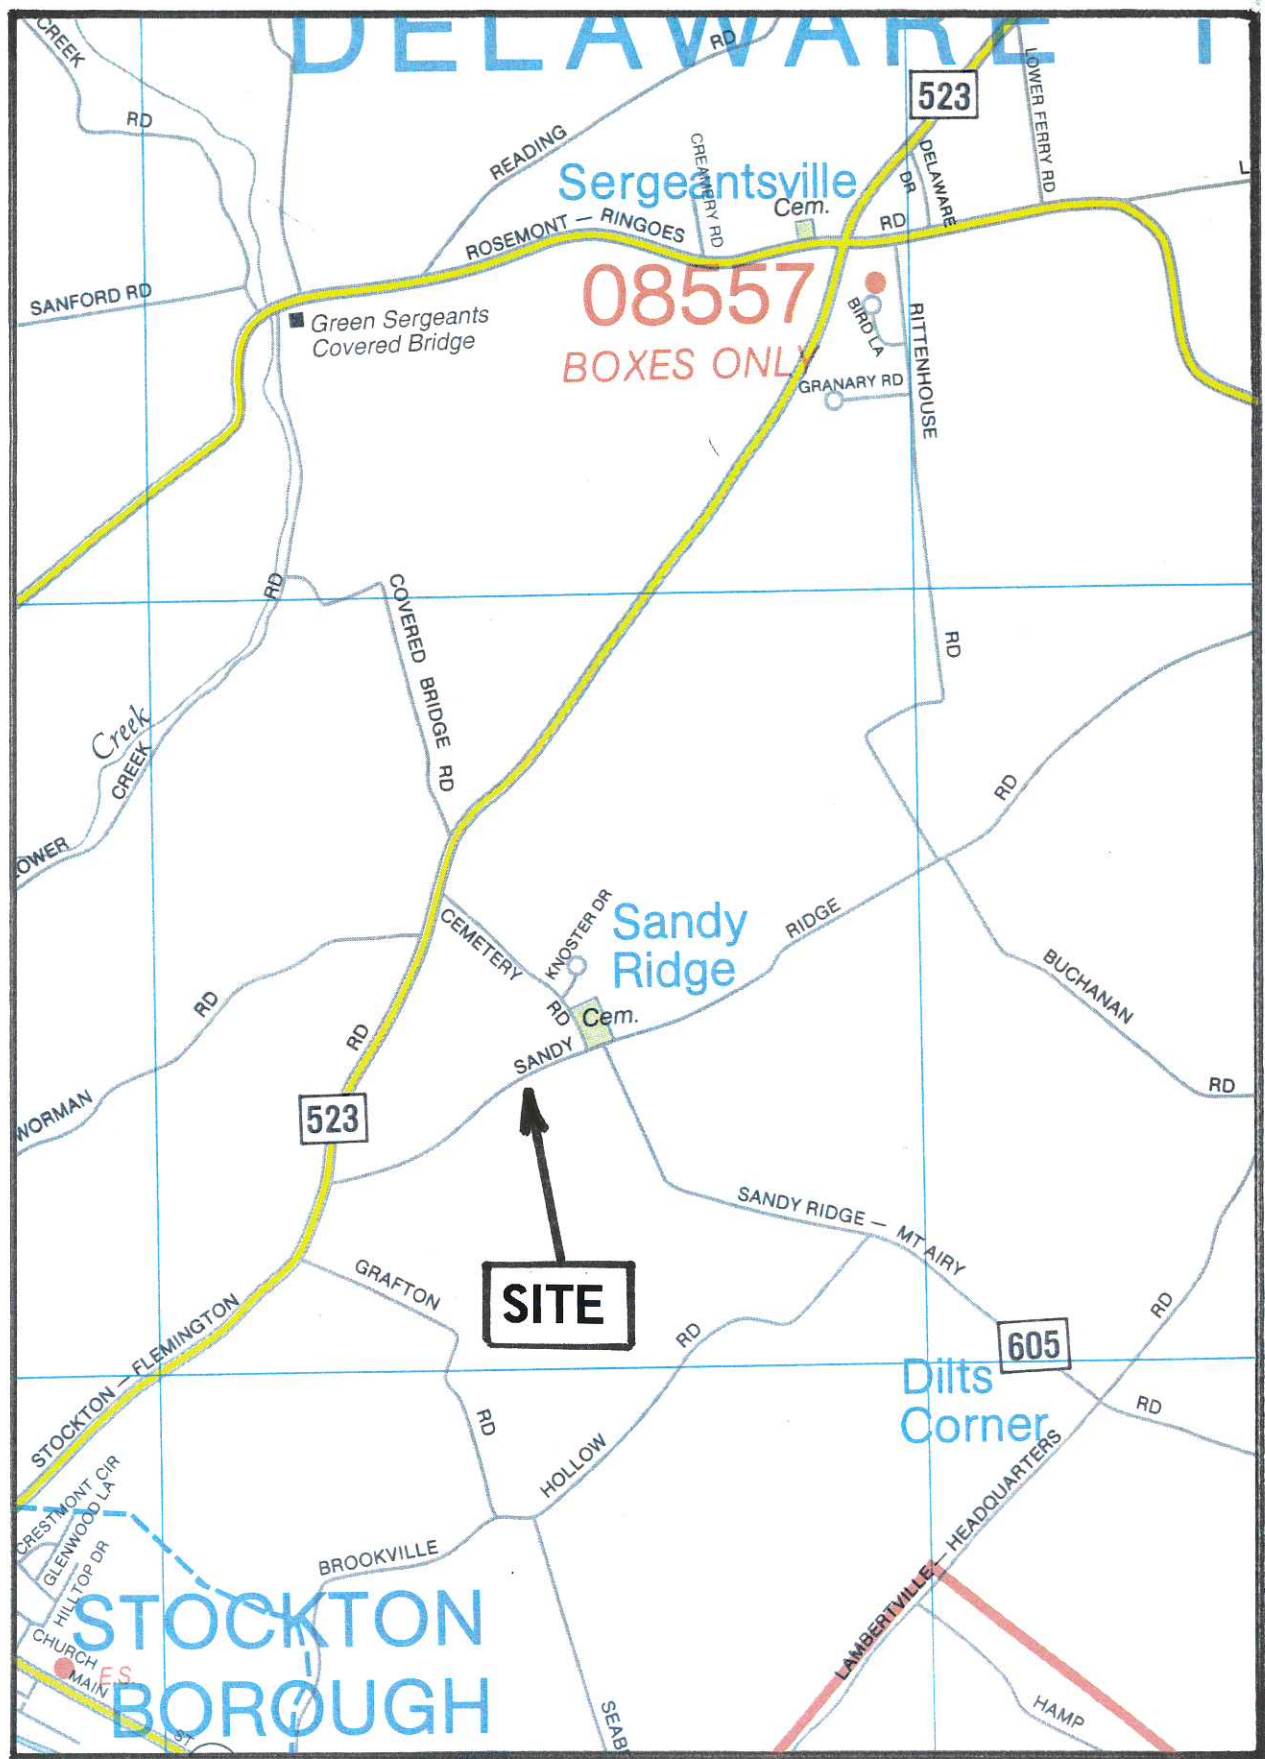 DELAWARE T
CREEK
RD
RD
523
LOWER FERRY RD
READING
CREAMERY RD
DELAWARE
DR
L
Sergeantsville
Cem.
RD
ROSEMONT — RINGOES
SANFORD RD
08557
BOXES ONLY
Green Sergeants
Covered Bridge
BIRD LA
RITTENHOUSE
GRANARY RD
RD
COVERED BRIDGE RD
RD
Creek
CREEK
RD
OWER
KNOSTER DR
Sandy
Ridge
RIDGE
CEMETERY
RD
Cem.
BUCHANAN
RD
RD
SANDY
RD
WORMAN
523
SANDY RIDGE — MT AIRY
GRAFTON
SITE
RD
RD
605
STOCKTON — FLEMINGTON
Dilts
Corner
RD
RD
HOLLOW
CRESTMONT CIR
GLENWOOD LA
HILLTOP DR
HEADQUARTERS
BROOKVILLE
STOCKTON
BOROUGH
LAMBERTVILLE —
CHURCH
MAIN
F.S.
ST
SEAB
HAMP